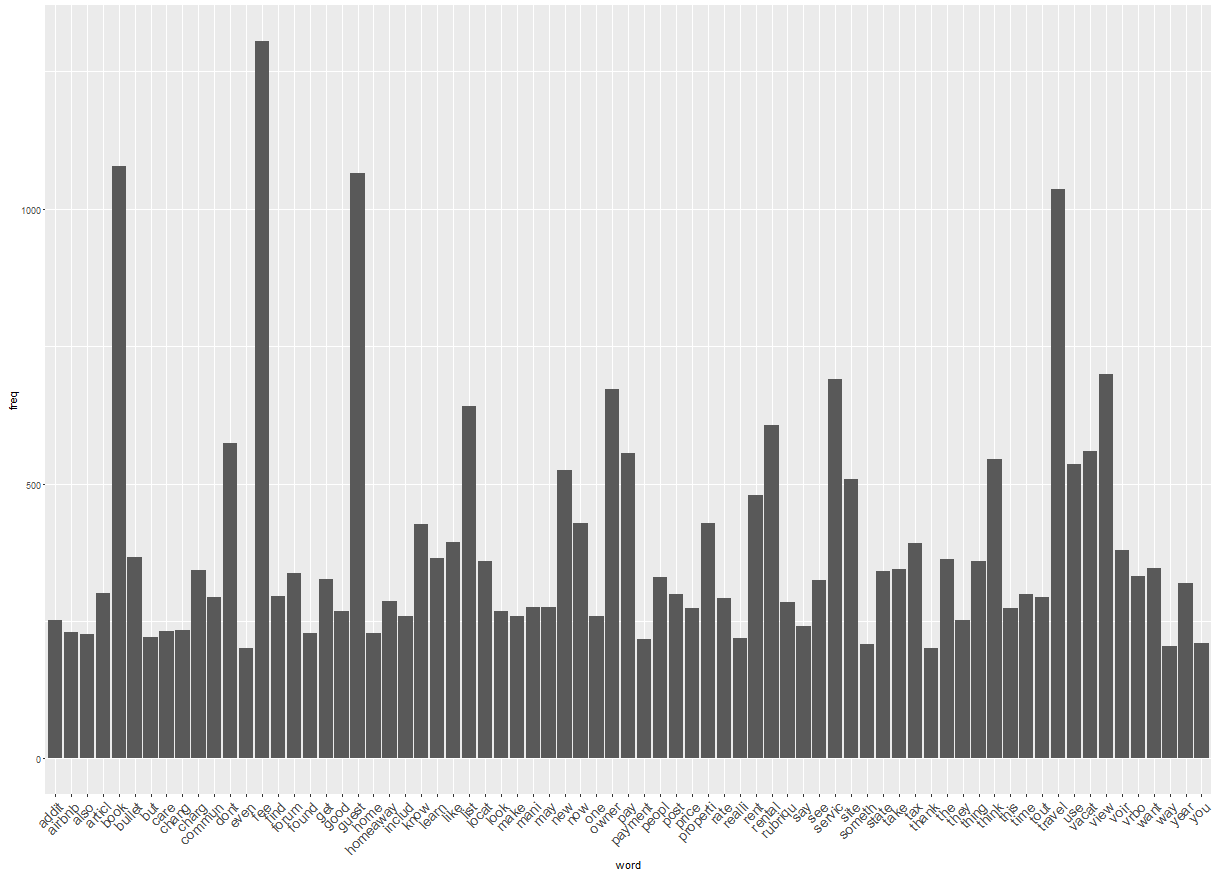 freq
1000
500
0
addit
airbnb
also
articl
book
bullet
but
care
chang
charg
commun
dont
even
fee
find
forum
found
get
good
guest
home
homeaway
includ
know
learn
like
list
locat
look
make
mani
may
new
now
one
owner
pay
payment
peopl
post
price
properti
rate
realli
rent
rental
rubriqu
say
see
servic
site
someth
state
take
tax
thank
the
they
thing
think
this
time
tout
travel
use
vacat
view
voir
vrbo
want
way
year
you
word